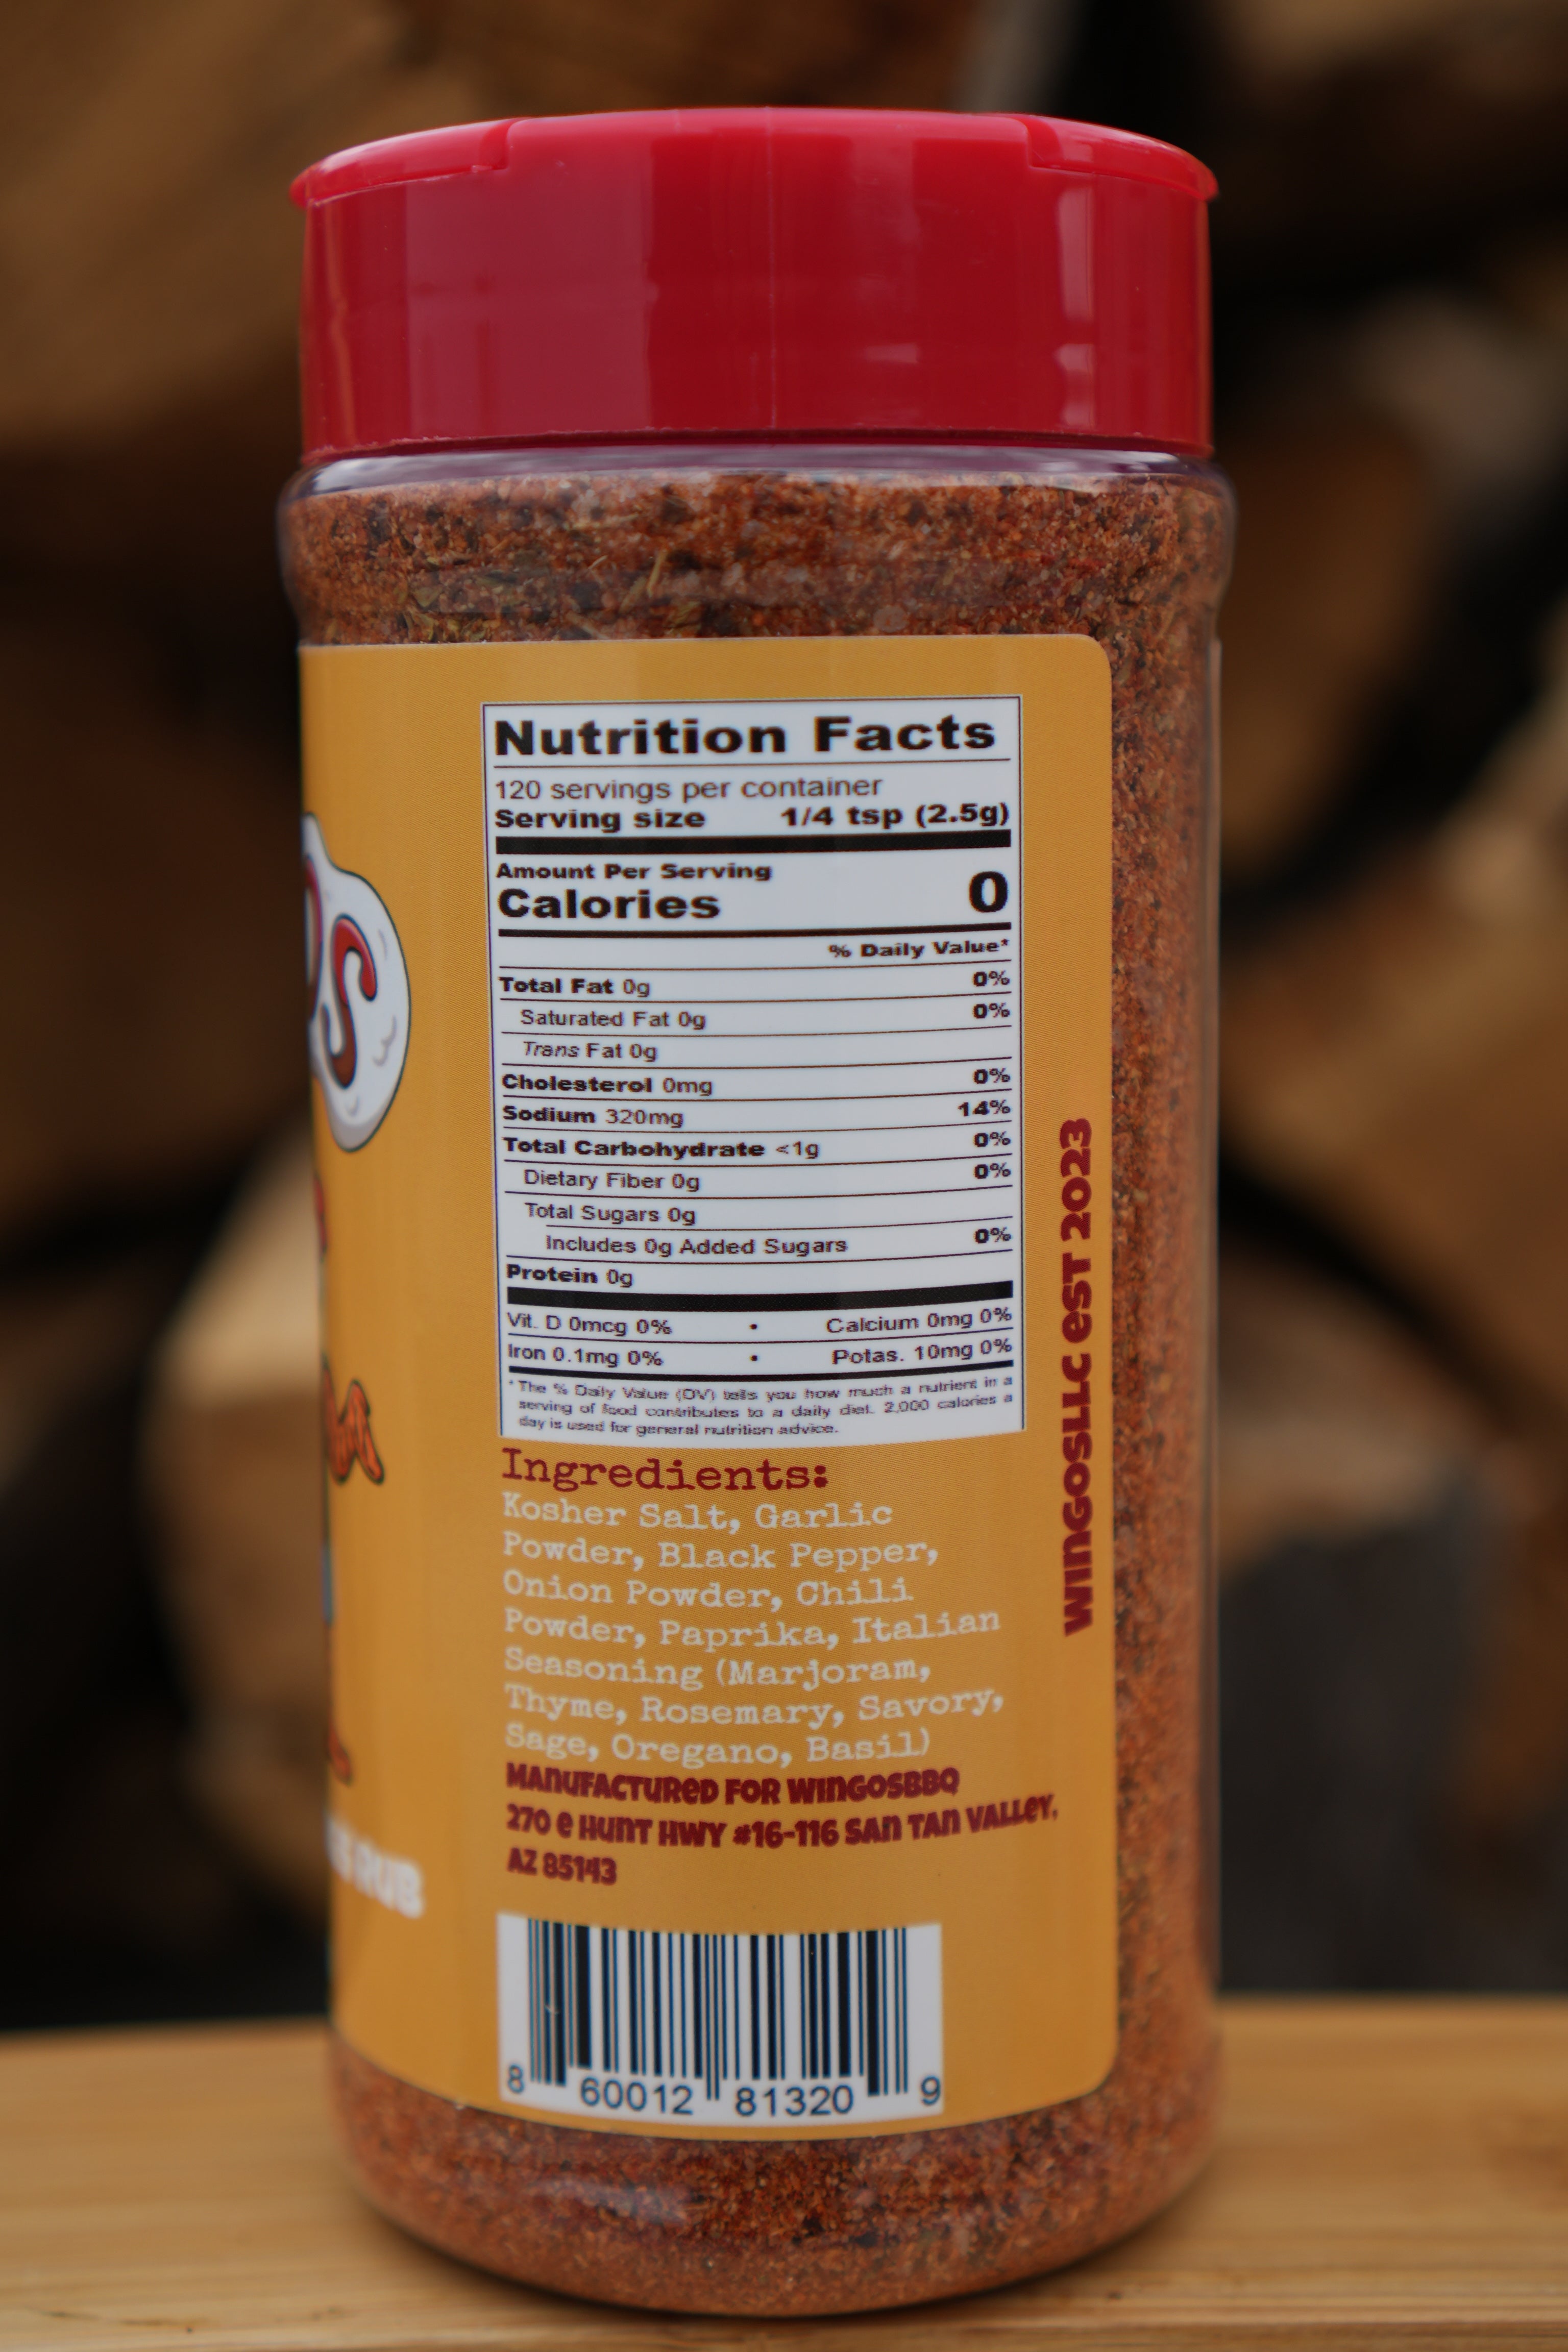 Nutrition Facts
120 servings per container
Serving size 1/4 tsp (2.5g)
Amount Per Serving
Calories 0
% Daily Value*
Total Fat 0g 0%
Saturated Fat 0g 0%
Trans Fat 0g
Cholesterol 0mg 0%
Sodium 320mg 14%
Total Carbohydrate <1g 0%
Dietary Fiber 0g 0%
Total Sugars 0g
Includes 0g Added Sugars 0%
Protein 0g
Vit. D 0mcg 0% • Calcium 0mg 0%
Iron 0.1mg 0% • Potas. 10mg 0%
* The % Daily Value (DV) tells you how much a nutrient in a
serving of food contributes to a daily diet. 2,000 calories a
day is used for general nutrition advice.
Ingredients:
Kosher Salt, Garlic
Powder, Black Pepper,
Onion Powder, Chili
Powder, Paprika, Italian
Seasoning (Marjoram,
Thyme, Rosemary, Savory,
Sage, Oregano, Basil)
MANUFACTURED FOR WINGOSBBQ
270 E HUNT HWY #16-116 SAN TAN VALLEY,
AZ 85143
8 60012 81320 9
WINGOSLLC EST 2023
RUB